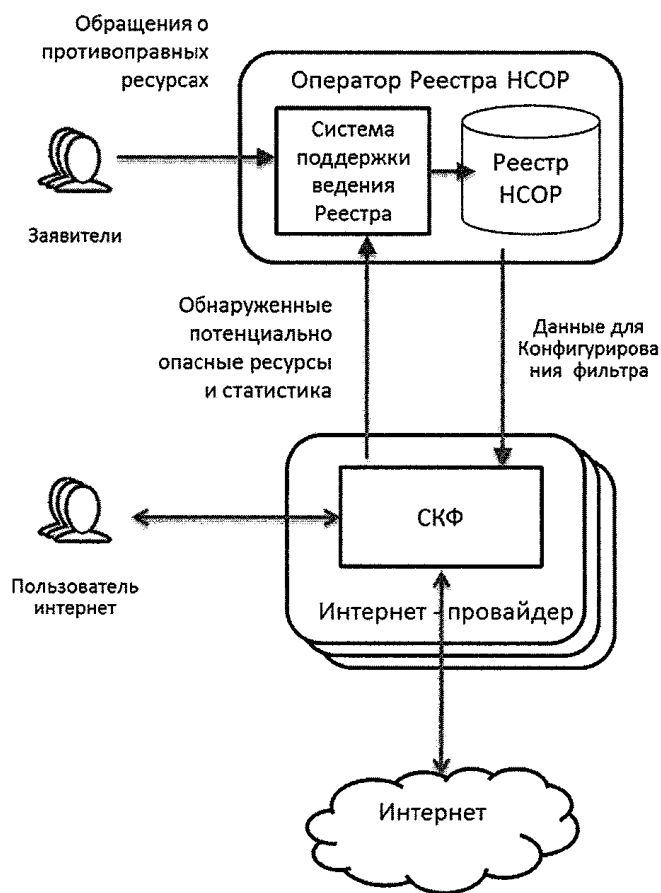 Обращения о
противоправных
ресурсах
Оператор Реестра НСОР
Система
поддержки
ведения
Реестра
Реестр
НСОР
Заявители
Обнаруженные
потенциально
опасные ресурсы
и статистика
Данные для
Конфигурирова
ния фильтра
СКФ
Пользователь
интернет
Интернет - провайдер
Интернет